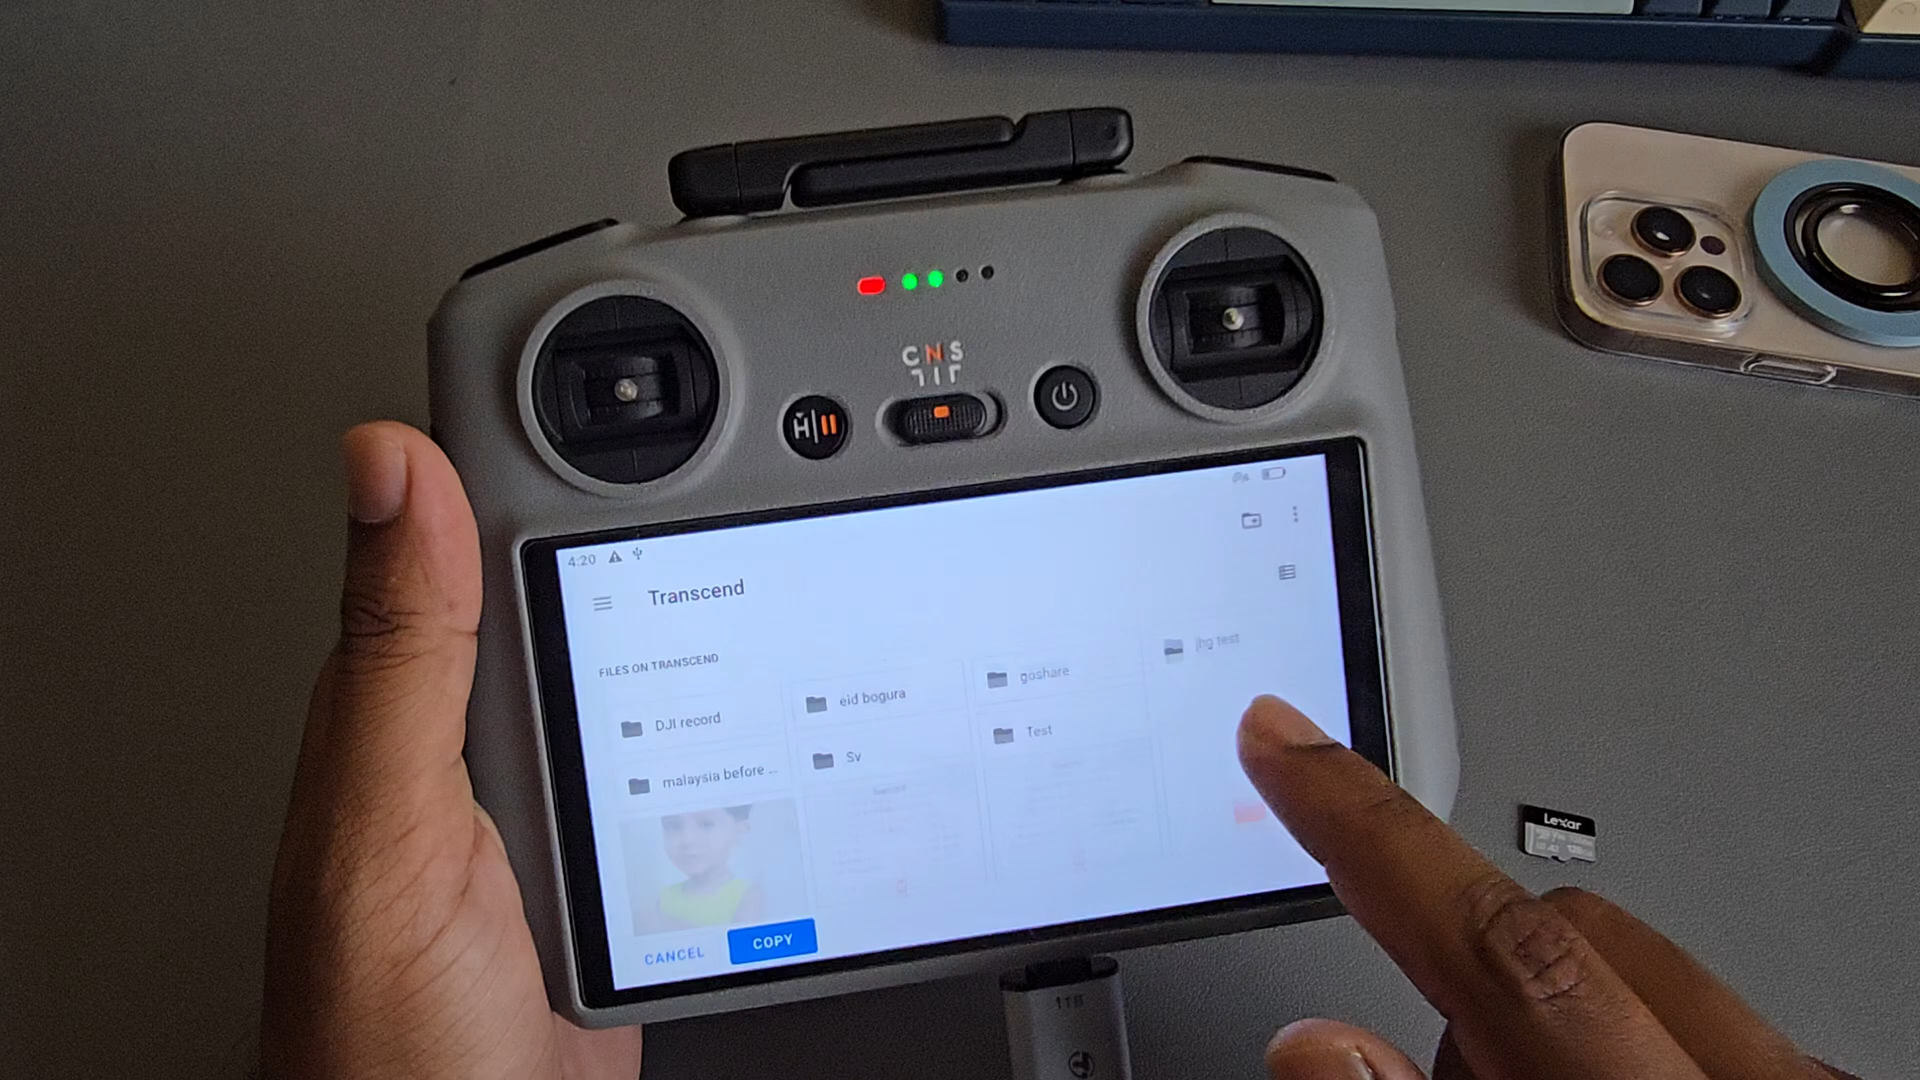 C N S
H
4:20
Transcend
FILES ON TRANSCEND
DJI record
eid bogura
goshare
jhg test
malaysia before ...
Sv
Test
CANCEL
COPY
Lexar
1TB